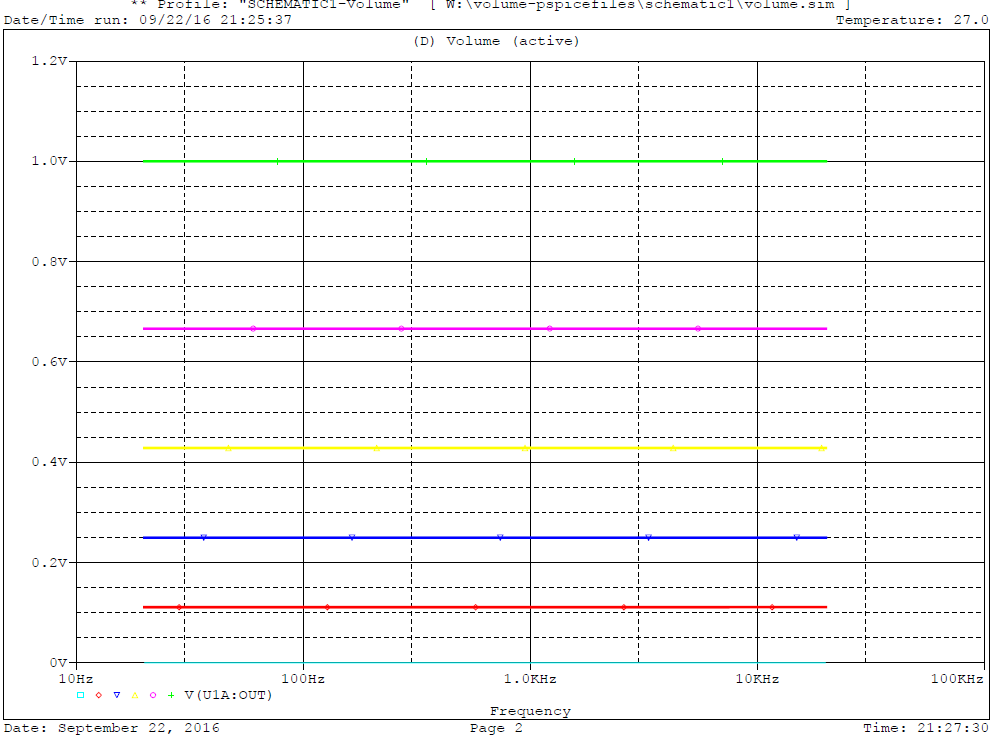 ** Profile: "SCHEMATIC1-Volume" [ W:\volume-pspicefiles\schematic1\volume.sim ]
Date/Time run: 09/22/16 21:25:37 Temperature: 27.0
(D) Volume (active)
1.2V
1.0V
0.8V
0.6V
0.4V
0.2V
0V
10Hz 100Hz 1.0KHz 10KHz 100KHz
V(U1A:OUT)
Frequency
Date: September 22, 2016 Page 2 Time: 21:27:30